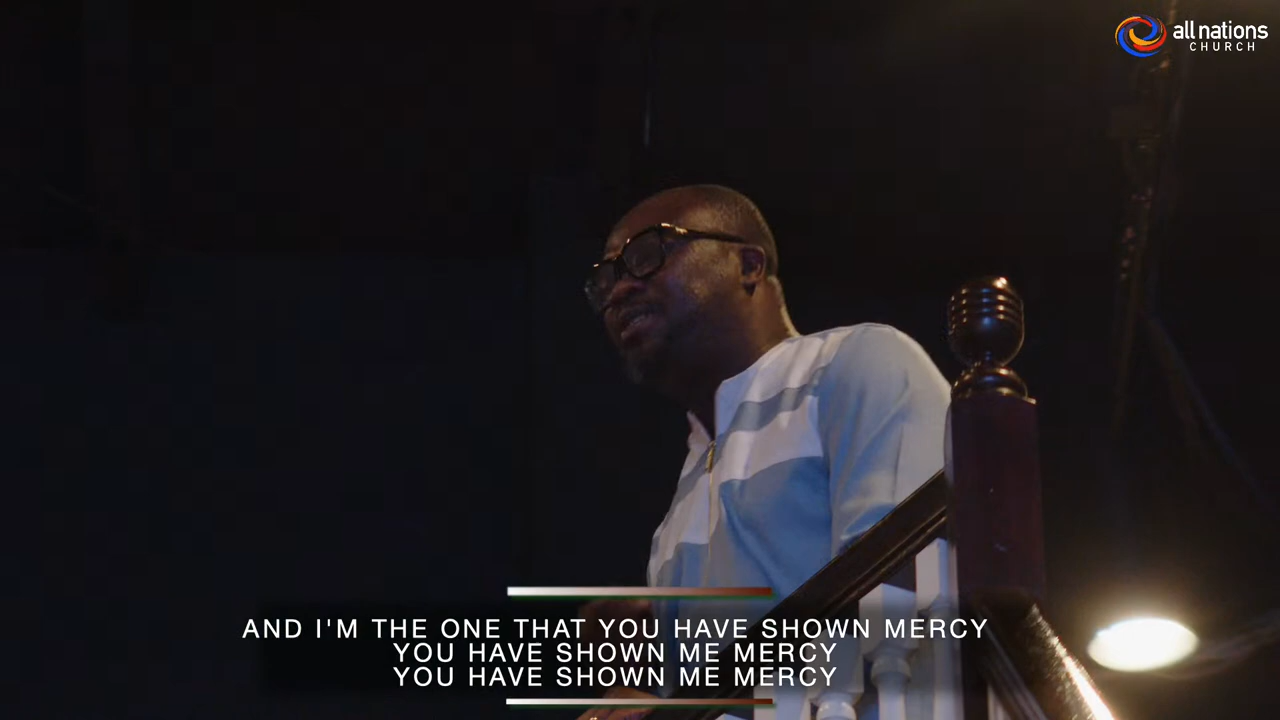 all nations
CHURCH
AND I'M THE ONE THAT YOU HAVE SHOWN MERCY
YOU HAVE SHOWN ME MERCY
YOU HAVE SHOWN ME MERCY